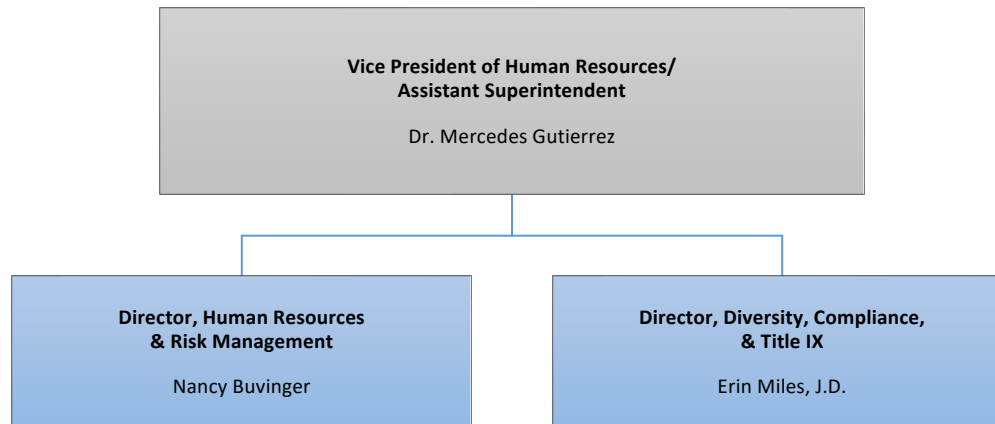 Vice President of Human Resources/
Assistant Superintendent
Dr. Mercedes Gutierrez
Director, Human Resources
& Risk Management
Nancy Buvinger
Director, Diversity, Compliance,
& Title IX
Erin Miles, J.D.